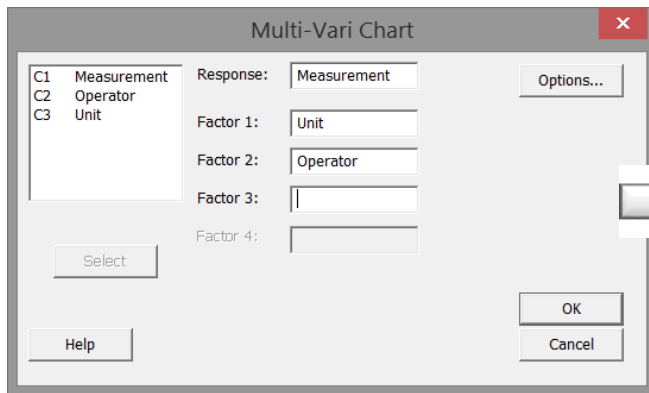 Multi-Vari Chart
x
C1 Measurement
C2 Operator
C3 Unit
Response: Measurement
Options...
Factor 1: Unit
Factor 2: Operator
Factor 3:
Factor 4:
Select
OK
Help
Cancel